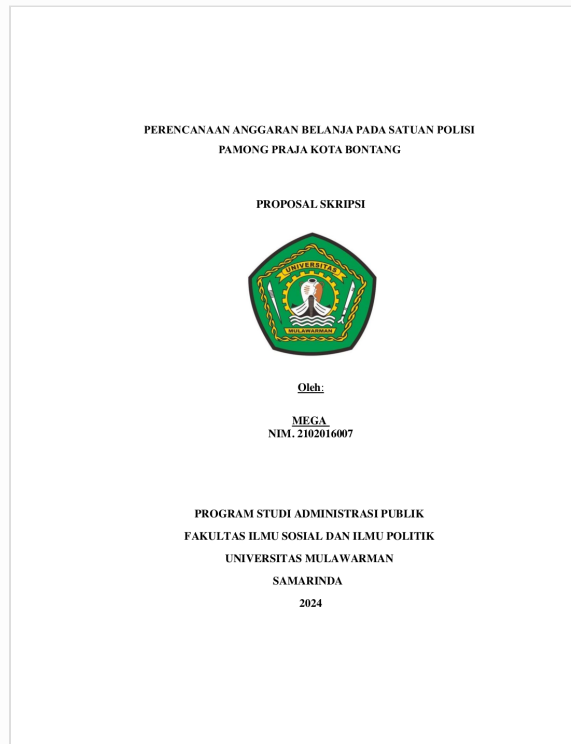 PERENCANAAN ANGGARAN BELANJA PADA SATUAN POLISI
PAMONG PRAJA KOTA BONTANG
PROPOSAL SKRIPSI
UNIVERSITAS
MULAWARMAN
Oleh:
MEGA
NIM. 2102016007
PROGRAM STUDI ADMINISTRASI PUBLIK
FAKULTAS ILMU SOSIAL DAN ILMU POLITIK
UNIVERSITAS MULAWARMAN
SAMARINDA
2024